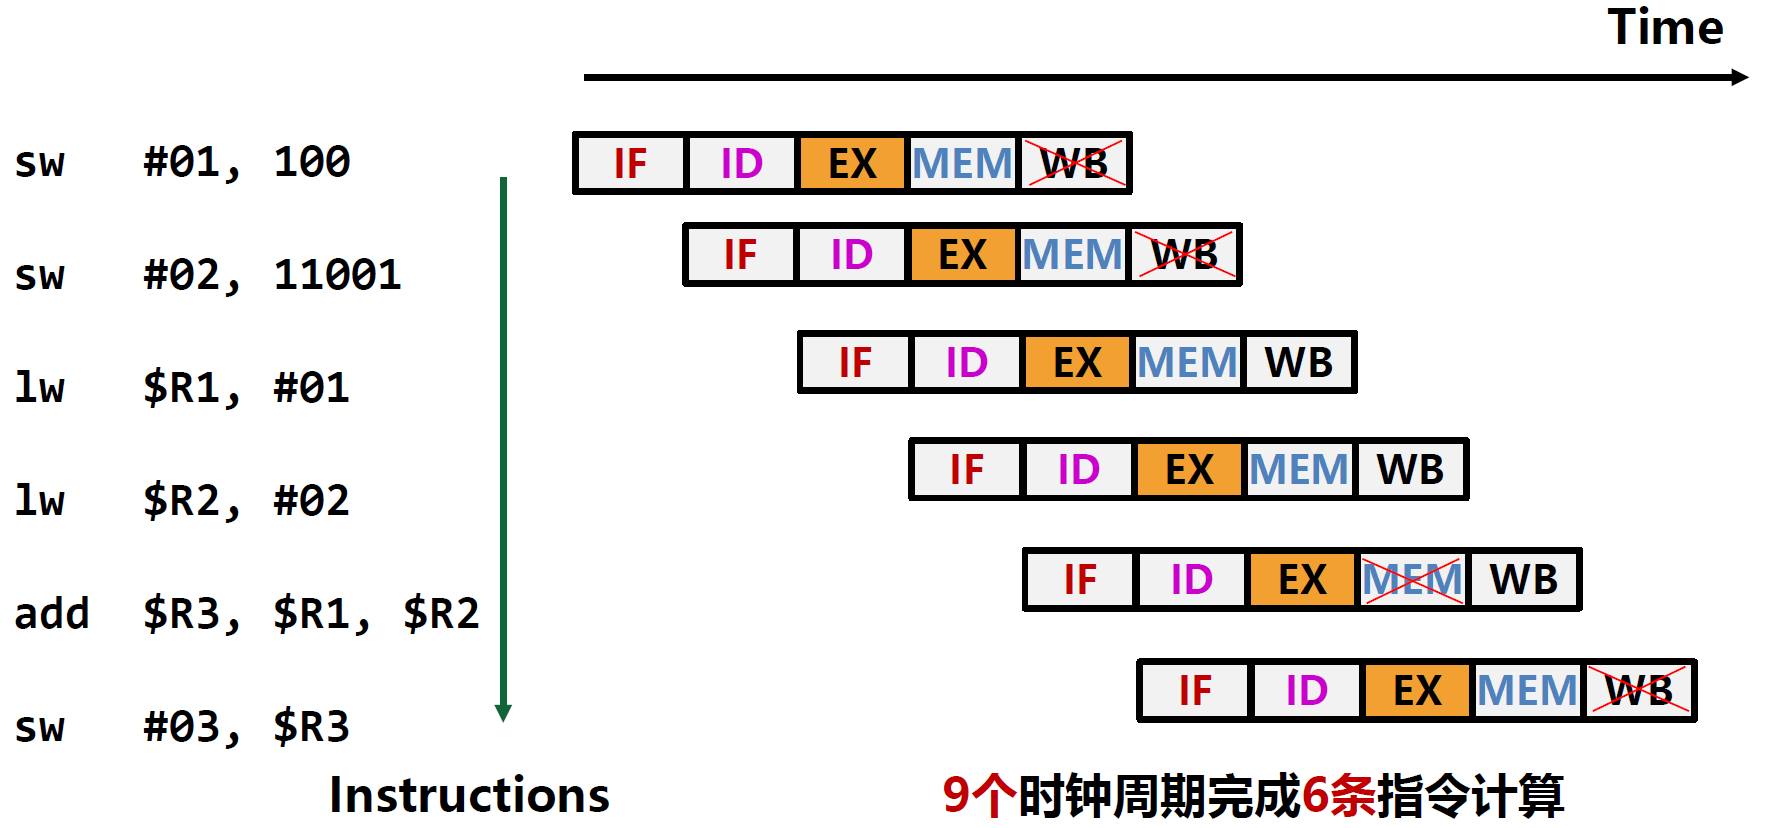 Time
sw #01, 100
IF ID EX MEM WB
sw #02, 11001
IF ID EX MEM WB
lw $R1, #01
IF ID EX MEM WB
lw $R2, #02
IF ID EX MEM WB
add $R3, $R1, $R2
IF ID EX MEM WB
sw #03, $R3
IF ID EX MEM WB
Instructions
9个时钟周期完成6条指令计算